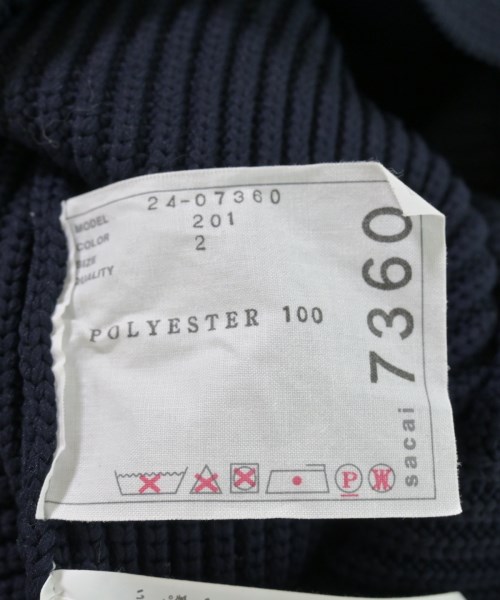 MODEL 24-07360
COLOR 201
SIZE 2
QUALITY
POLYESTER 100
7360
sacai
P
W